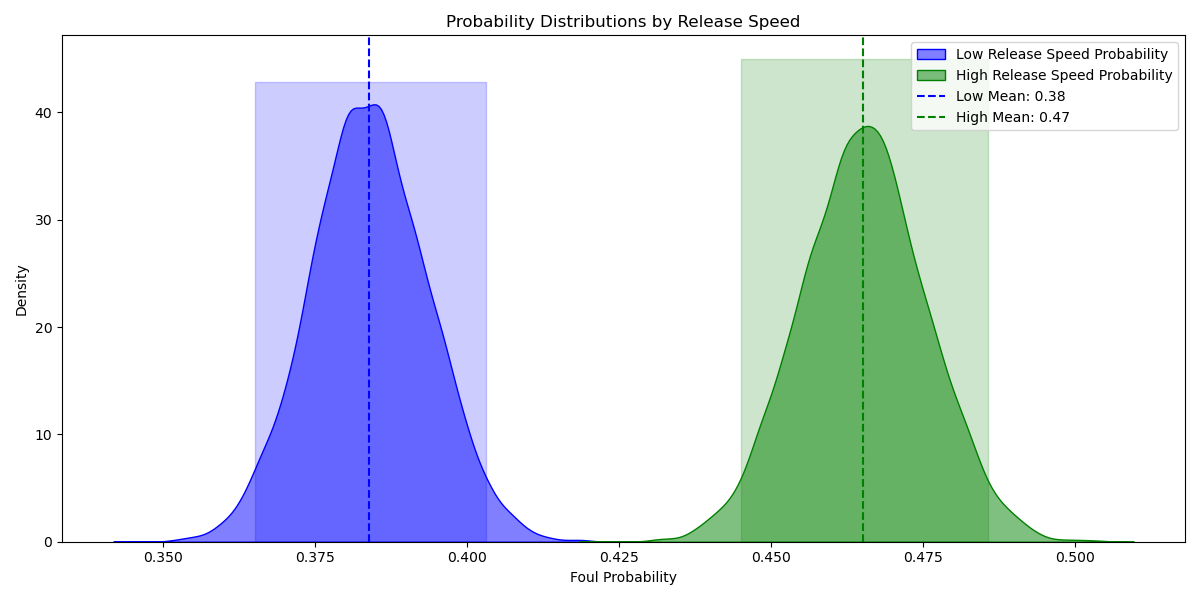 Probability Distributions by Release Speed
Low Release Speed Probability
High Release Speed Probability
Low Mean: 0.38
High Mean: 0.47
Density
40
30
20
10
0
0.350 0.375 0.400 0.425 0.450 0.475 0.500
Foul Probability